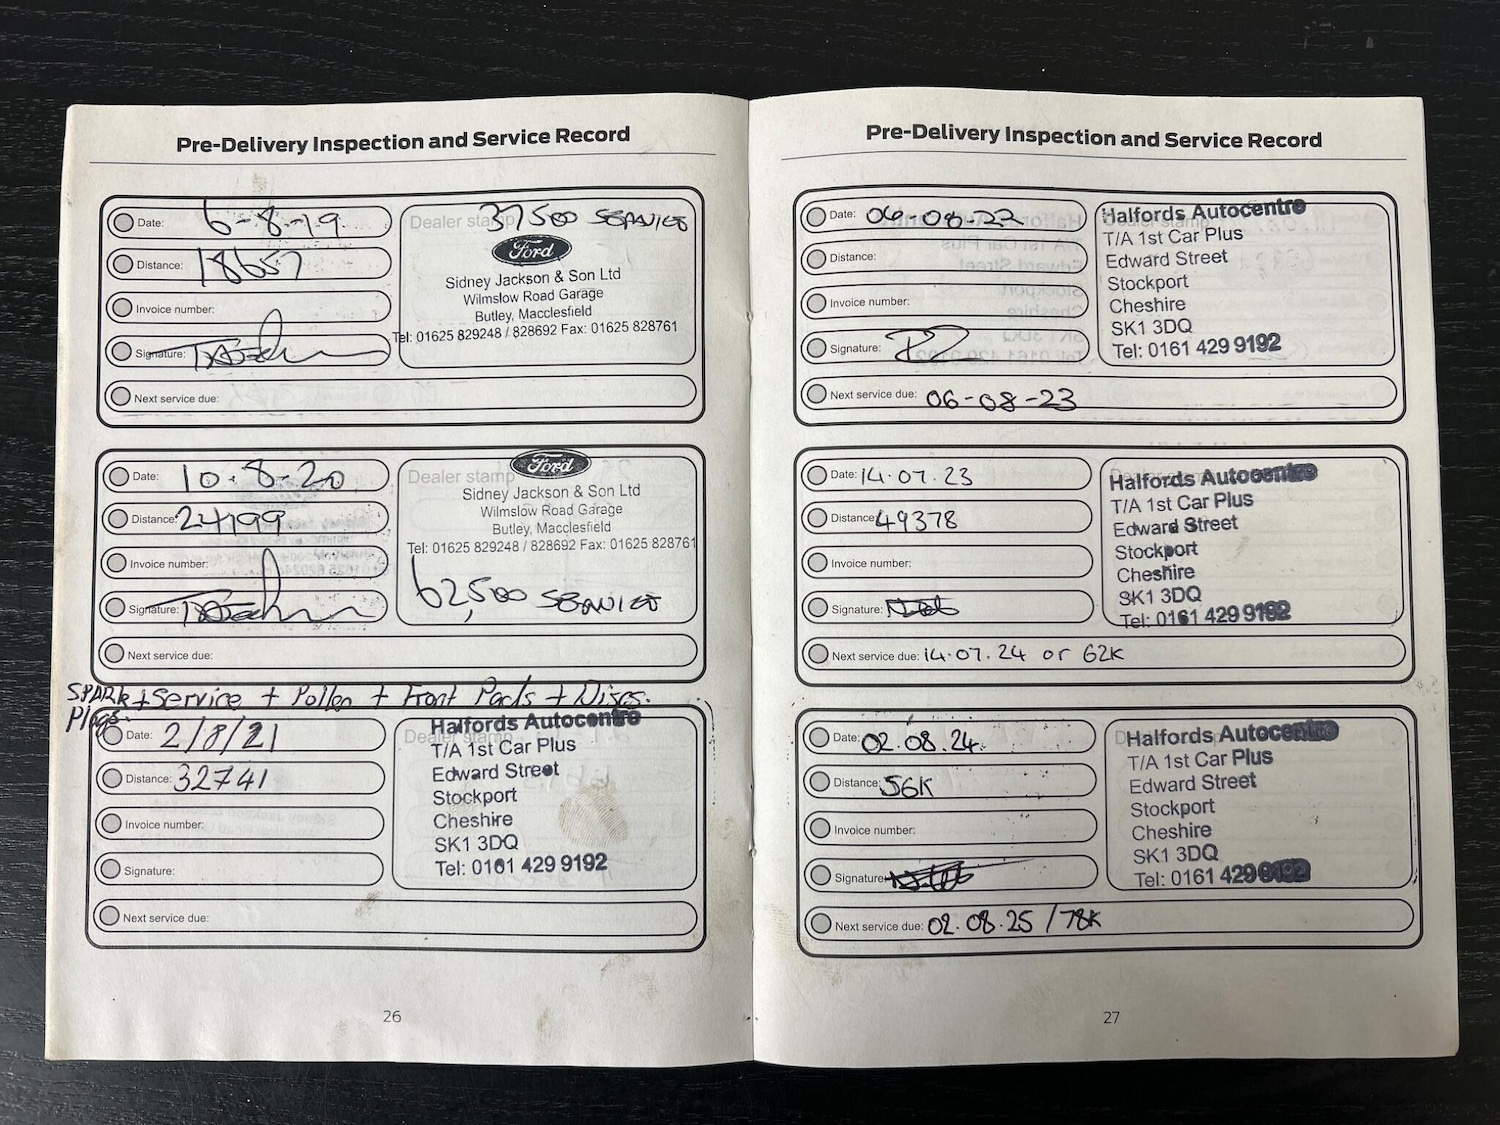 Pre-Delivery Inspection and Service Record
Date: 6-8-19
Distance: 18657
Invoice number:
Signature:
Next service due:
Dealer stamp 37500 SERVICE
Ford
Sidney Jackson & Son Ltd
Wilmslow Road Garage
Butley, Macclesfield
Tel: 01625 829248 / 828692 Fax: 01625 828761
Date: 10-8-20
Distance: 24199
Invoice number:
Signature:
Next service due:
Dealer stamp
Ford
Sidney Jackson & Son Ltd
Wilmslow Road Garage
Butley, Macclesfield
Tel: 01625 829248 / 828692 Fax: 01625 828761
62,500 SERVICE
SPARK + Service + Pollen + Front Pads + Discs.
Plugs.
Date: 2/8/21
Distance: 32741
Invoice number:
Signature:
Next service due:
Dealer stamp
Halfords Autocentre
T/A 1st Car Plus
Edward Street
Stockport
Cheshire
SK1 3DQ
Tel: 0161 429 9192
26
Pre-Delivery Inspection and Service Record
Date: 06-08-22
Distance:
Invoice number:
Signature:
Next service due: 06-08-23
Dealer stamp
Halfords Autocentre
T/A 1st Car Plus
Edward Street
Stockport
Cheshire
SK1 3DQ
Tel: 0161 429 9192
Date: 14.07.23
Distance: 49378
Invoice number:
Signature:
Next service due: 14.07.24 or 62K
Dealer stamp
Halfords Autocentre
T/A 1st Car Plus
Edward Street
Stockport
Cheshire
SK1 3DQ
Tel: 0161 429 9192
Date: 02.08.24.
Distance: 56K
Invoice number:
Signature:
Next service due: 02.08.25 / 78K
Halfords Autocentre
T/A 1st Car Plus
Edward Street
Stockport
Cheshire
SK1 3DQ
Tel: 0161 429 9192
27